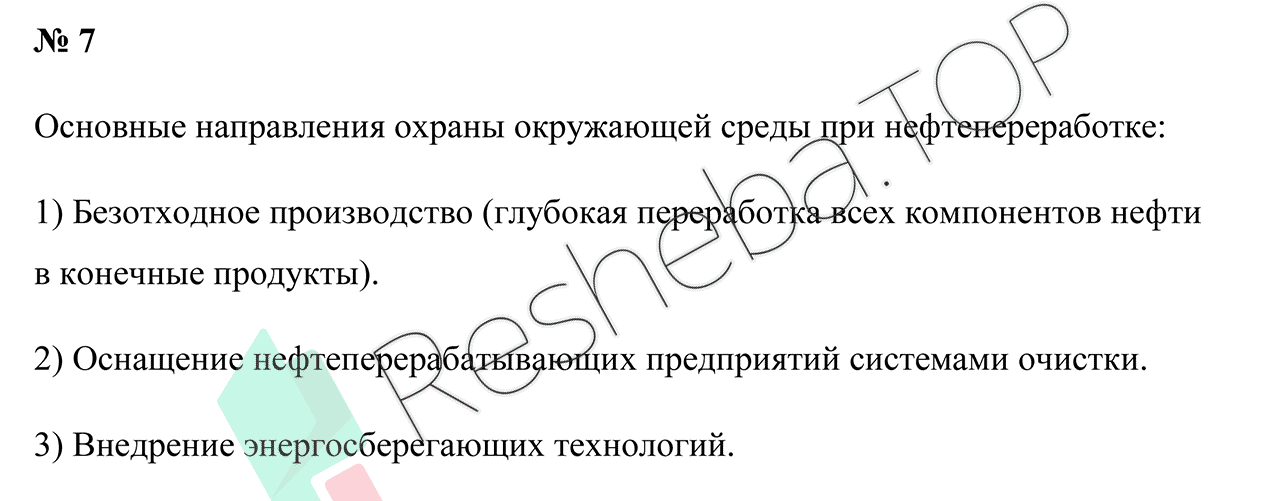 № 7
Основные направления охраны окружающей среды при нефтепереработке:
1) Безотходное производство (глубокая переработка всех компонентов нефти
в конечные продукты).
2) Оснащение нефтеперерабатывающих предприятий системами очистки.
3) Внедрение энергосберегающих технологий.
Resheba.TOP